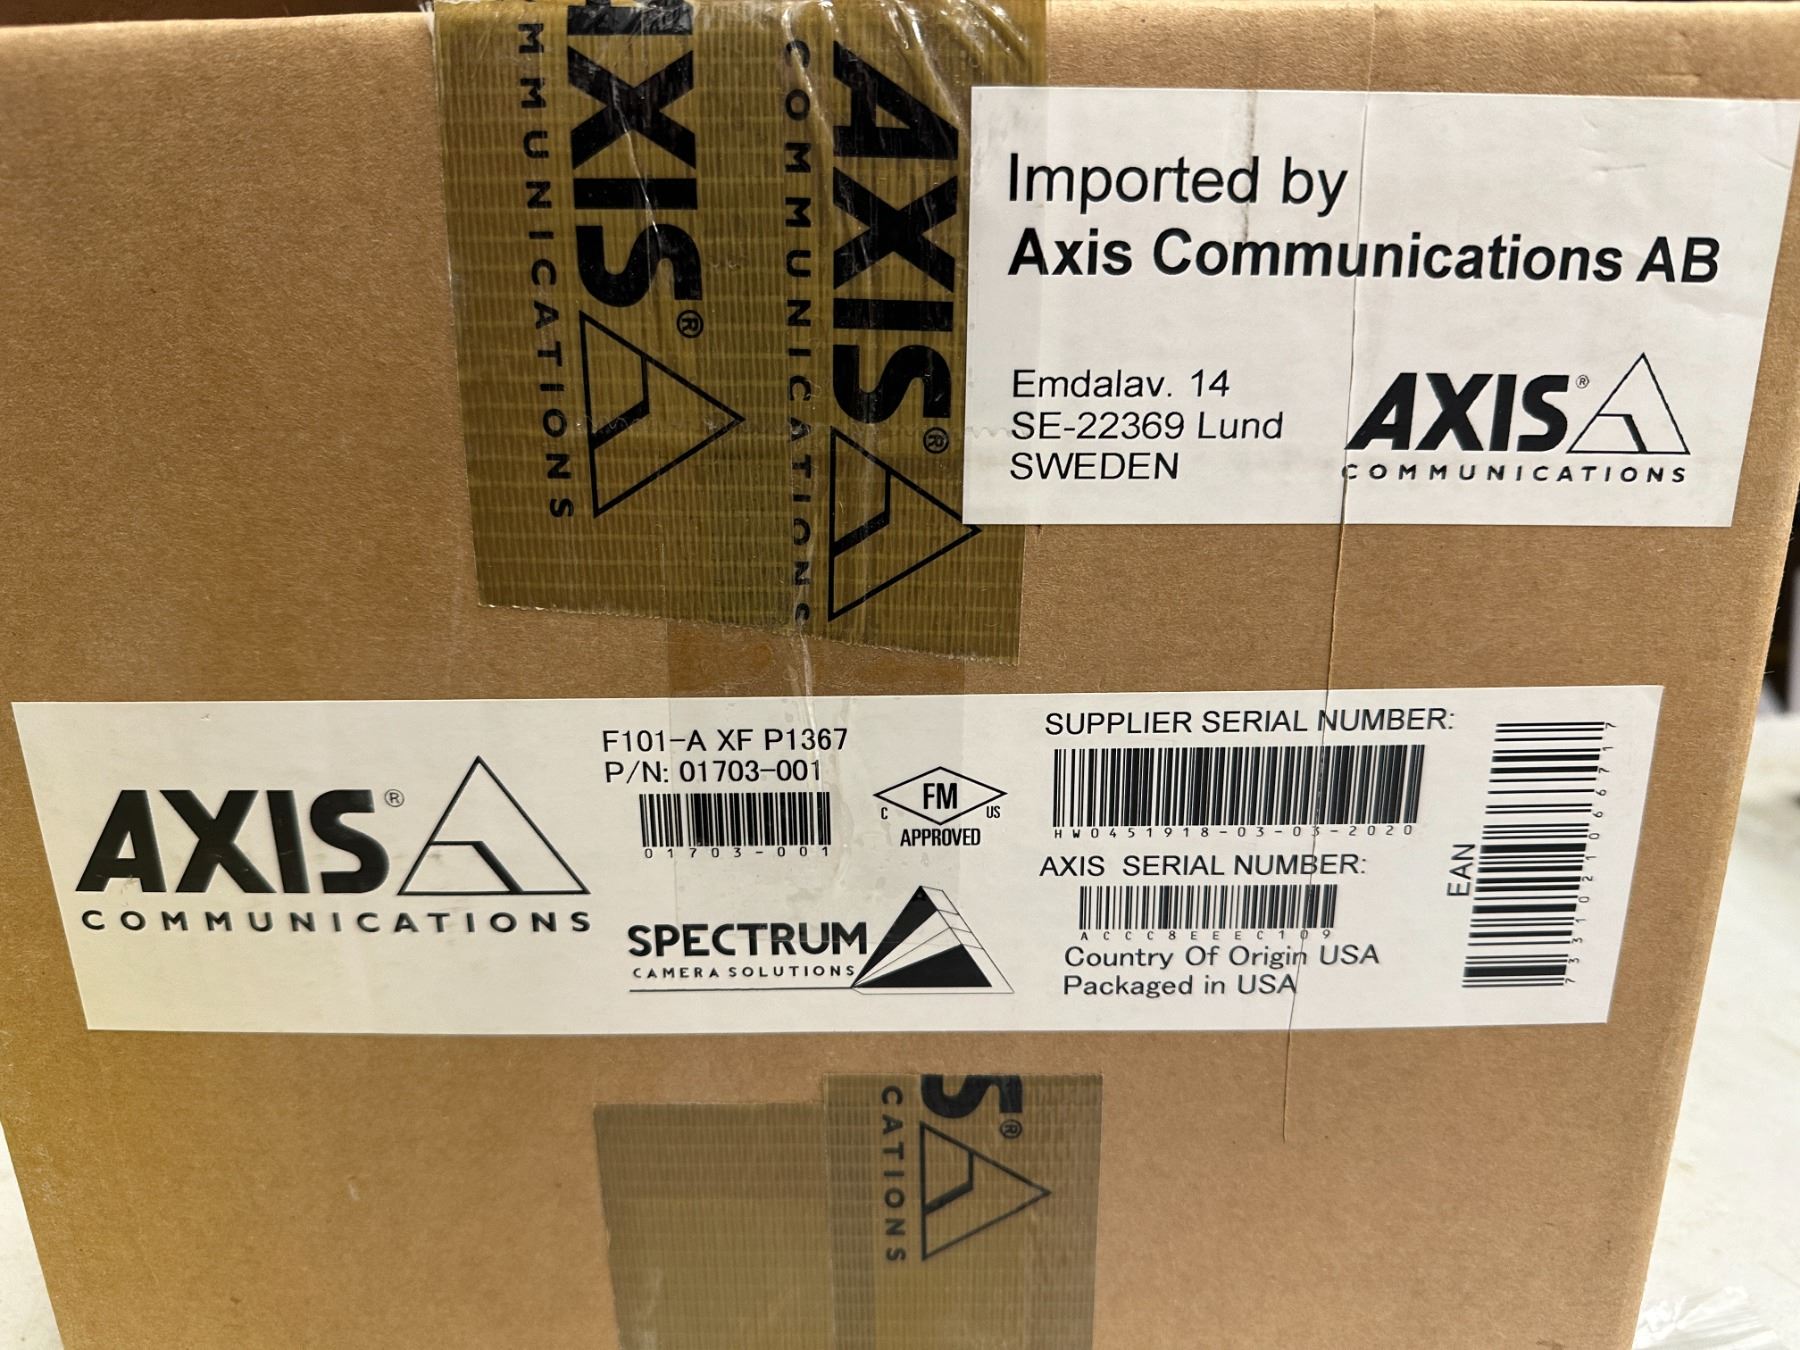 AXIS®
COMMUNICATIONS
AXIS®
COMMUNICATIONS
Imported by
Axis Communications AB
Emdalav. 14
SE-22369 Lund
SWEDEN
AXIS®
COMMUNICATIONS
AXIS®
COMMUNICATIONS
F101-A XF P1367
P/N: 01703-001
01703-001
C FM US
APPROVED
SPECTRUM
CAMERA SOLUTIONS
SUPPLIER SERIAL NUMBER:
HW0451918-03-03-2020
AXIS SERIAL NUMBER:
ACCC8EEEC109
Country Of Origin USA
Packaged in USA
EAN
7331021066717
S®
CATIONS